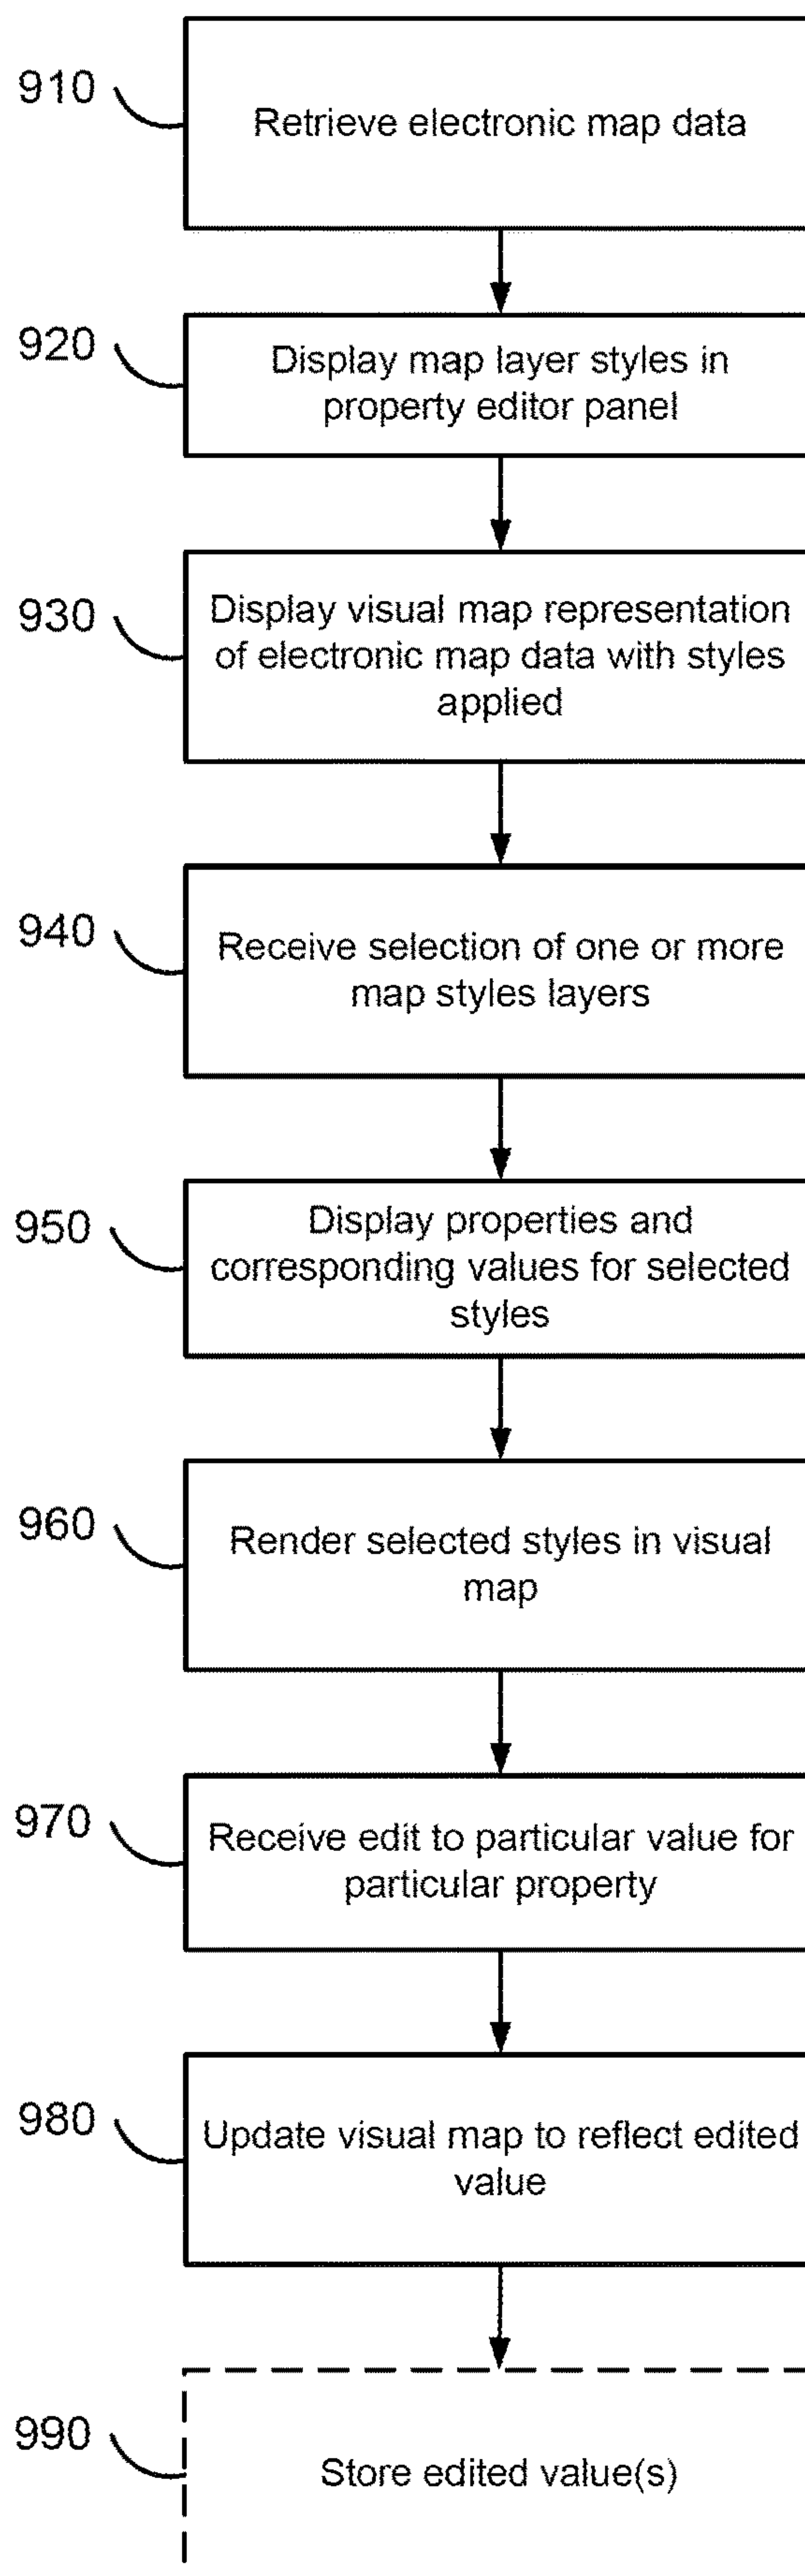 910
Retrieve electronic map data
920
Display map layer styles in
property editor panel
930
Display visual map representation
of electronic map data with styles
applied
940
Receive selection of one or more
map styles layers
950
Display properties and
corresponding values for selected
styles
960
Render selected styles in visual
map
970
Receive edit to particular value for
particular property
980
Update visual map to reflect edited
value
990
Store edited value(s)